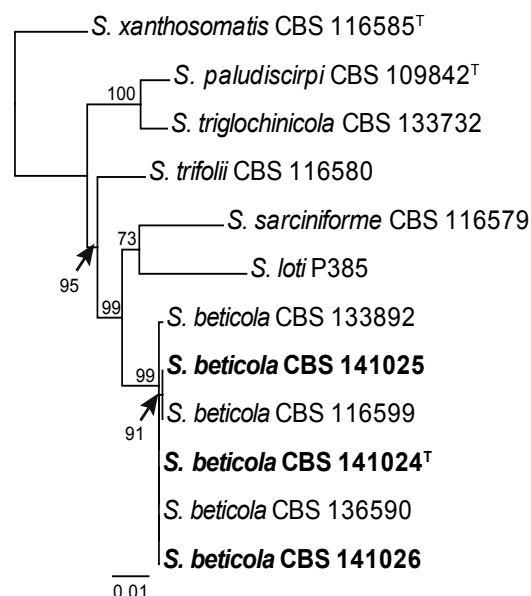 S. xanthosomatis CBS 116585ᵀ
100
S. paludiscirpi CBS 109842ᵀ
S. triglochinicola CBS 133732
S. trifolii CBS 116580
S. sarciniforme CBS 116579
73
95
S. loti P385
99
S. beticola CBS 133892
S. beticola CBS 141025
99
S. beticola CBS 116599
91
S. beticola CBS 141024ᵀ
S. beticola CBS 136590
S. beticola CBS 141026
0.01